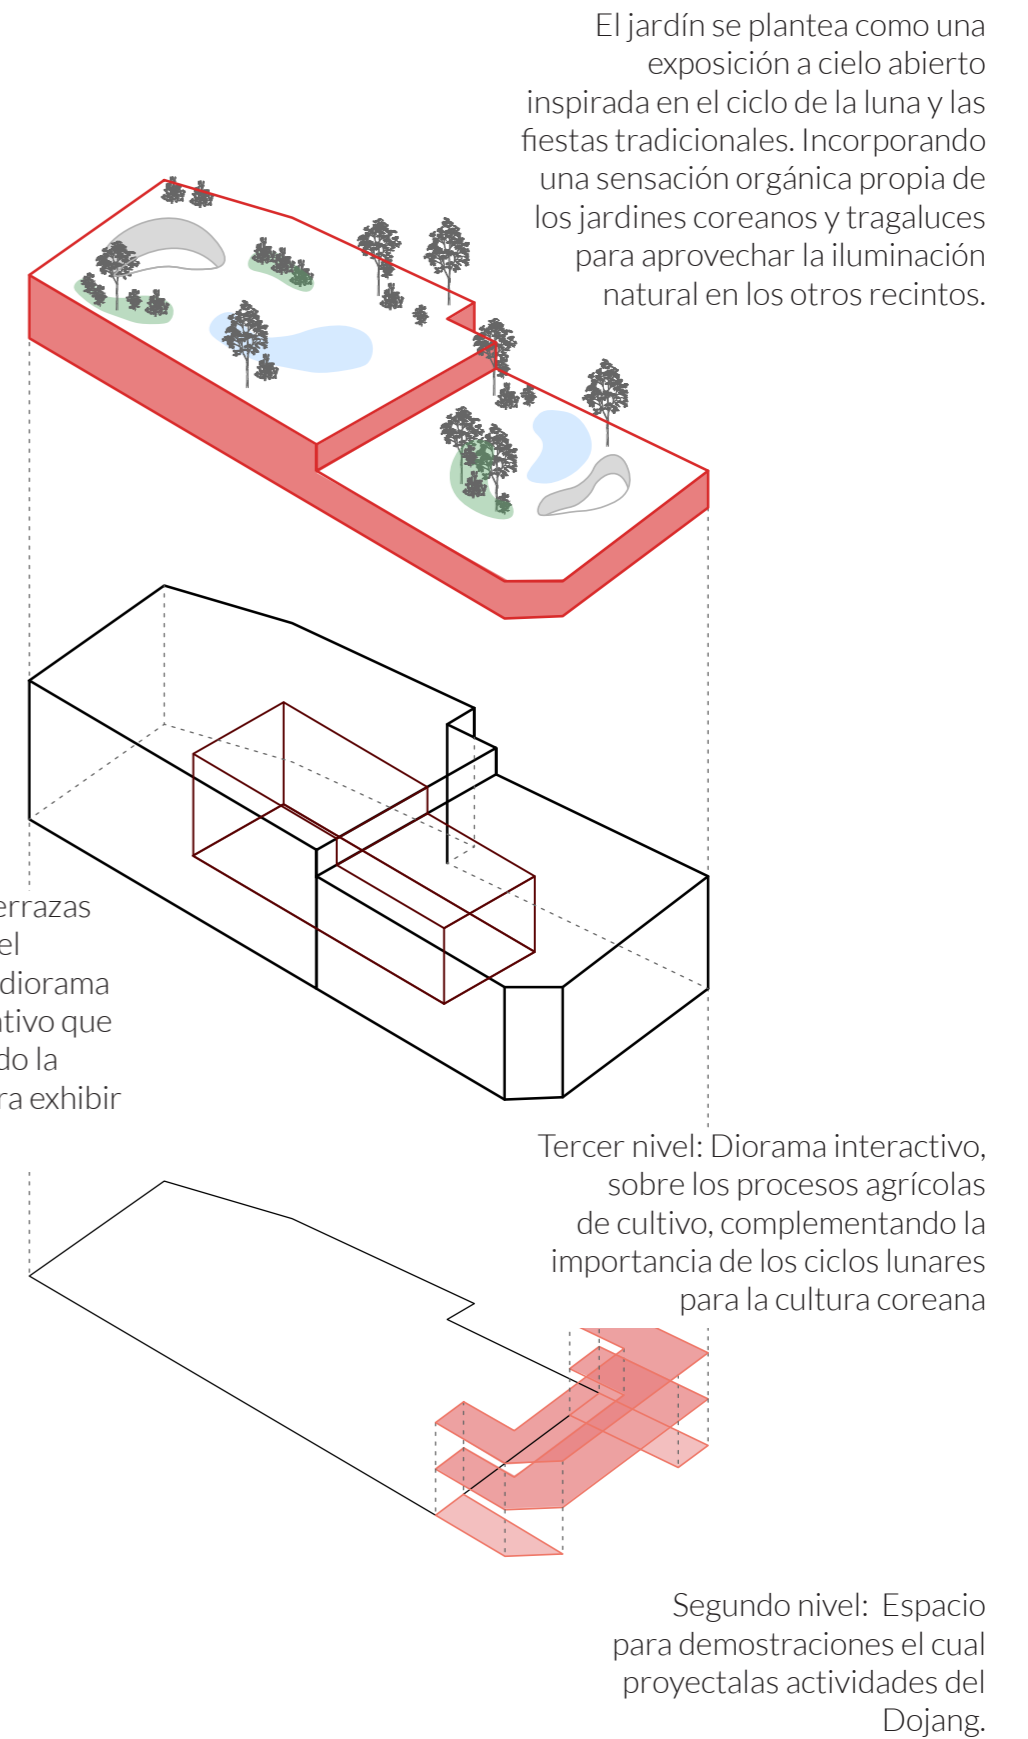 El jardín se plantea como una
exposición a cielo abierto
inspirada en el ciclo de la luna y las
fiestas tradicionales. Incorporando
una sensación orgánica propia de
los jardines coreanos y tragaluces
para aprovechar la iluminación
natural en los otros recintos.
errazas
el
diorama
ativo que
do la
ra exhibir
Tercer nivel: Diorama interactivo,
sobre los procesos agrícolas
de cultivo, complementando la
importancia de los ciclos lunares
para la cultura coreana
Segundo nivel: Espacio
para demostraciones el cual
proyectalas actividades del
Dojang.